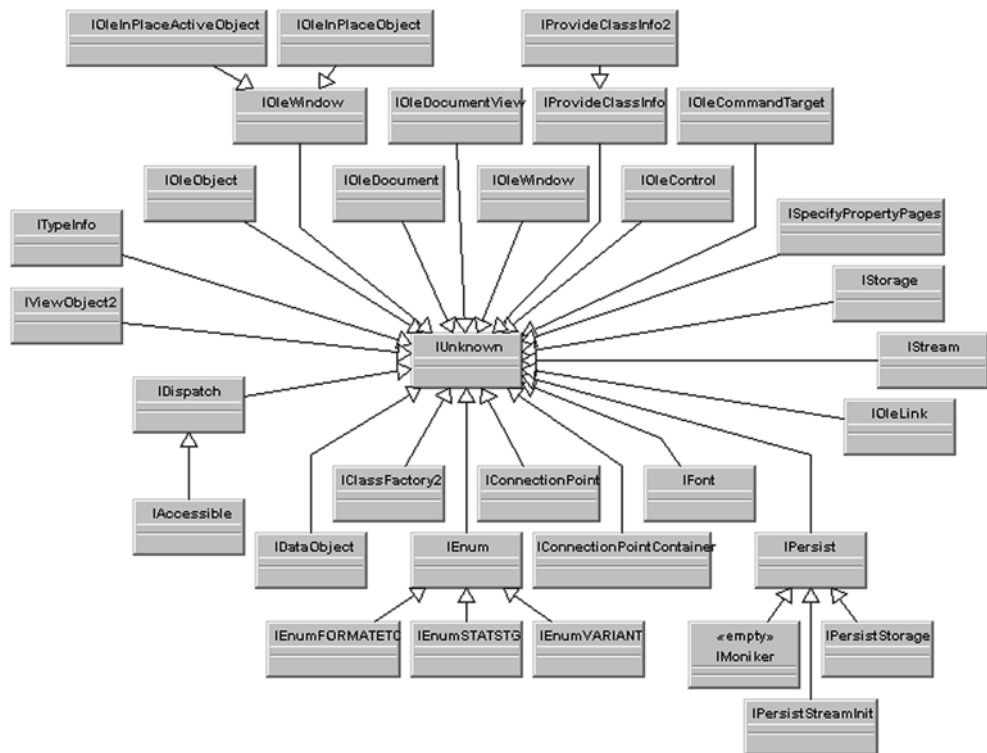 IOleInPlaceActiveObject
IOleInPlaceObject
IProvideClassInfo2
IOleWindow
IOleDocumentView
IProvideClassInfo
IOleCommandTarget
IOleObject
IOleDocument
IOleWindow
IOleControl
ISpecifyPropertyPages
ITypeInfo
IStorage
IViewObject2
IUnknown
IStream
IDispatch
IOleLink
IClassFactory2
IConnectionPoint
IFont
IAccessible
IDataObject
IEnum
IConnectionPointContainer
IPersist
IEnumFORMATETC
IEnumSTATSTG
IEnumVARIANT
«empty»
IMoniker
IPersistStorage
IPersistStreamInit